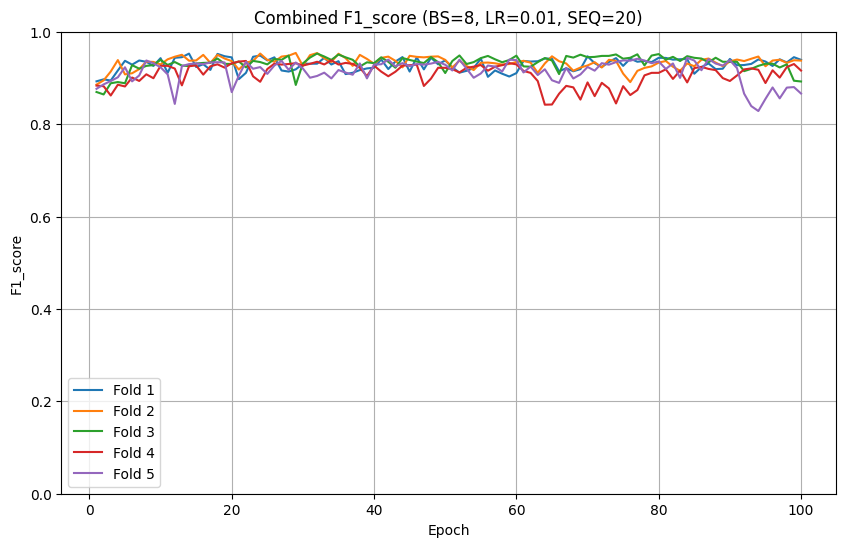 Combined F1_score (BS=8, LR=0.01, SEQ=20)
F1_score
1.0
0.8
0.6
0.4
0.2
0.0
Fold 1
Fold 2
Fold 3
Fold 4
Fold 5
0 20 40 60 80 100
Epoch